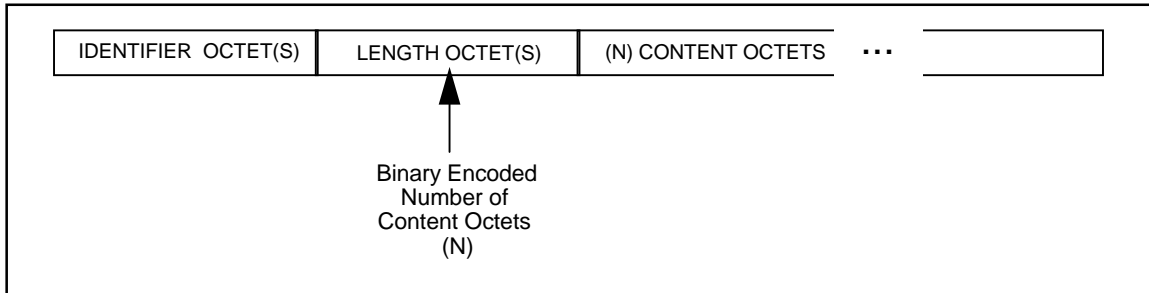 IDENTIFIER OCTET(S) LENGTH OCTET(S) (N) CONTENT OCTETS ...
Binary Encoded
Number of
Content Octets
(N)